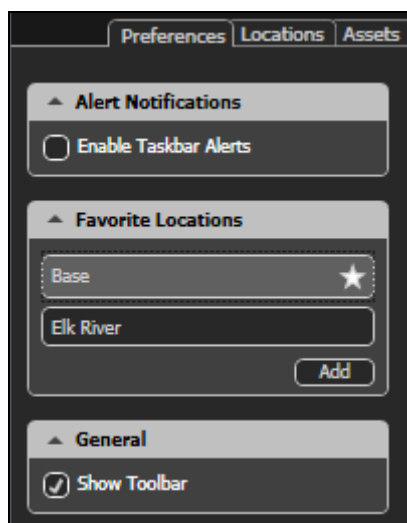 Preferences Locations Assets
Alert Notifications
Enable Taskbar Alerts
Favorite Locations
Base
Elk River
Add
General
Show Toolbar